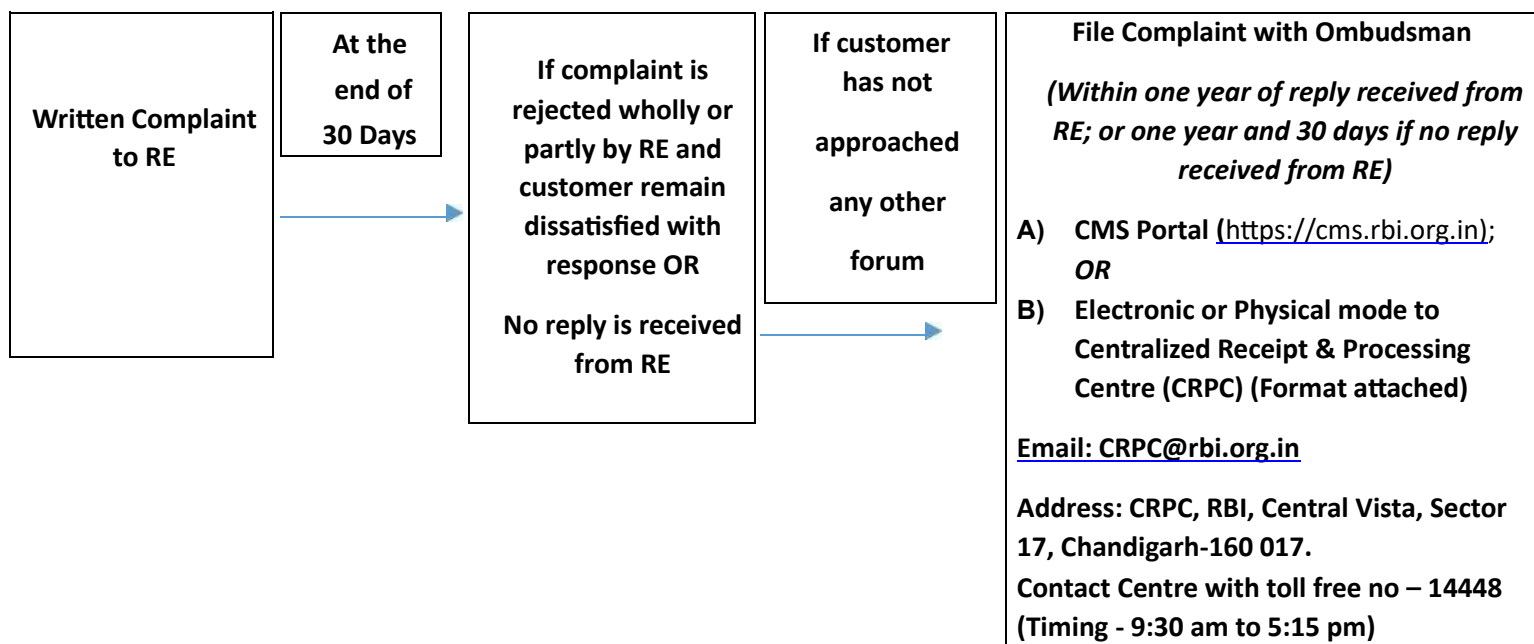 Written Complaint
to RE
At the
end of
30 Days
If complaint is
rejected wholly or
partly by RE and
customer remain
dissatisfied with
response OR
No reply is received
from RE
If customer
has not
approached
any other
forum
File Complaint with Ombudsman
(Within one year of reply received from
RE; or one year and 30 days if no reply
received from RE)
A) CMS Portal (https://cms.rbi.org.in);
OR
B) Electronic or Physical mode to
Centralized Receipt & Processing
Centre (CRPC) (Format attached)
Email: CRPC@rbi.org.in
Address: CRPC, RBI, Central Vista, Sector
17, Chandigarh-160 017.
Contact Centre with toll free no – 14448
(Timing - 9:30 am to 5:15 pm)